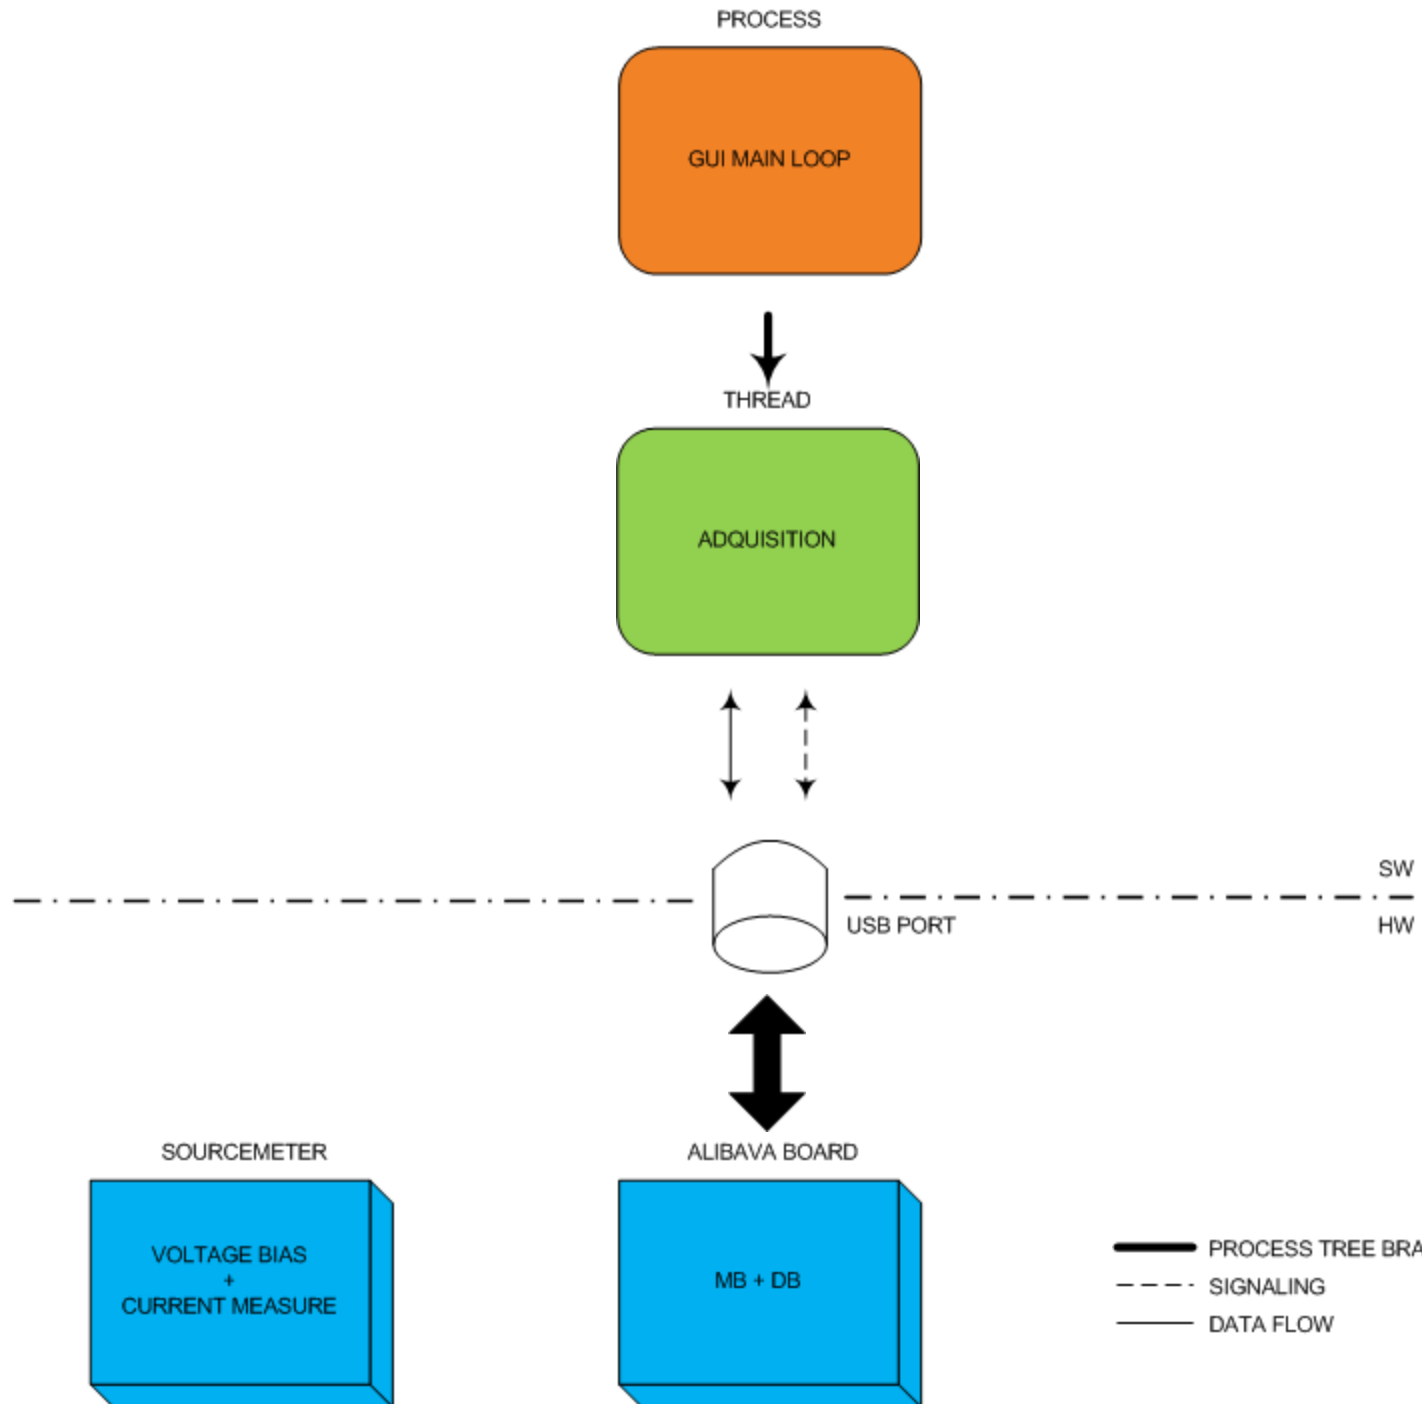 PROCESS
GUI MAIN LOOP
THREAD
ADQUISITION
SW
USB PORT
HW
SOURCEMETER
ALIBAVA BOARD
VOLTAGE BIAS
+
CURRENT MEASURE
MB + DB
PROCESS TREE BRA
SIGNALING
DATA FLOW